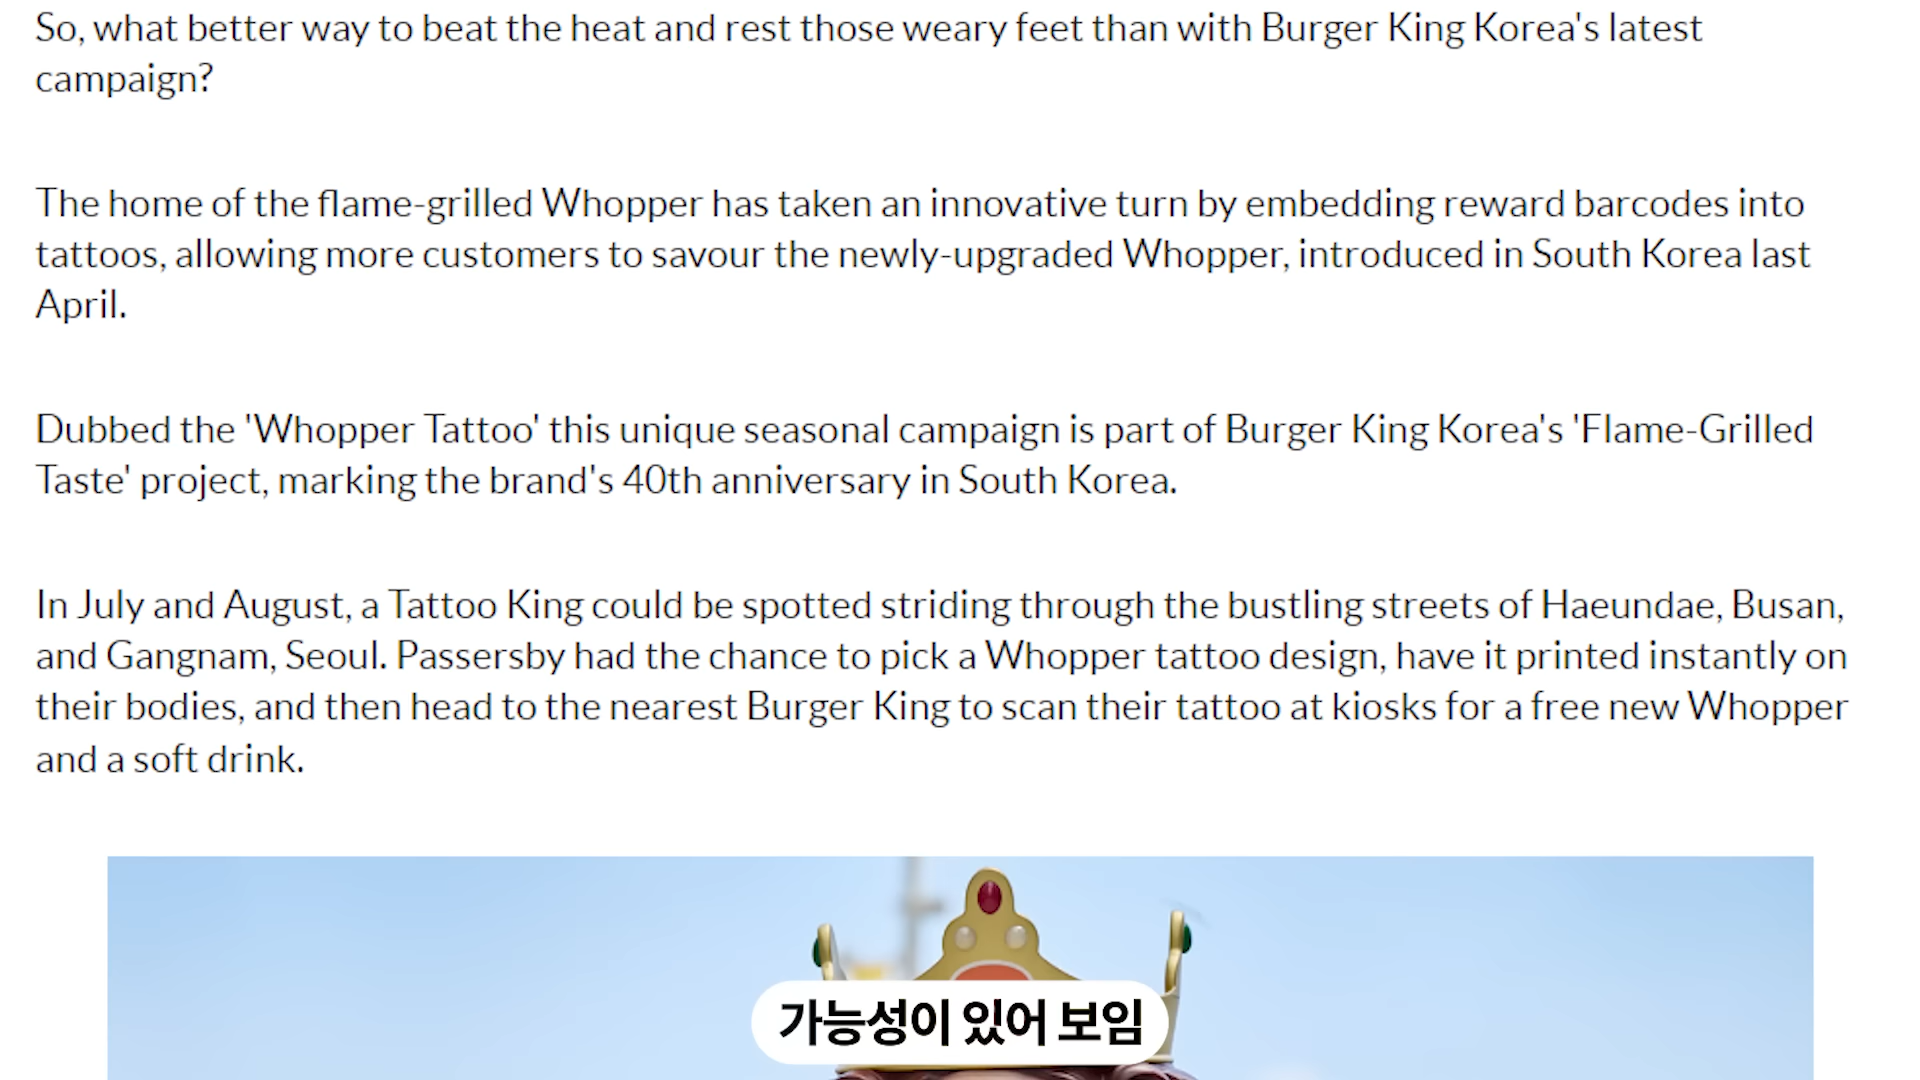 So, what better way to beat the heat and rest those weary feet than with Burger King Korea's latest
campaign?
The home of the flame-grilled Whopper has taken an innovative turn by embedding reward barcodes into
tattoos, allowing more customers to savour the newly-upgraded Whopper, introduced in South Korea last
April.
Dubbed the 'Whopper Tattoo' this unique seasonal campaign is part of Burger King Korea's 'Flame-Grilled
Taste' project, marking the brand's 40th anniversary in South Korea.
In July and August, a Tattoo King could be spotted striding through the bustling streets of Haeundae, Busan,
and Gangnam, Seoul. Passersby had the chance to pick a Whopper tattoo design, have it printed instantly on
their bodies, and then head to the nearest Burger King to scan their tattoo at kiosks for a free new Whopper
and a soft drink.
가능성이 있어 보임